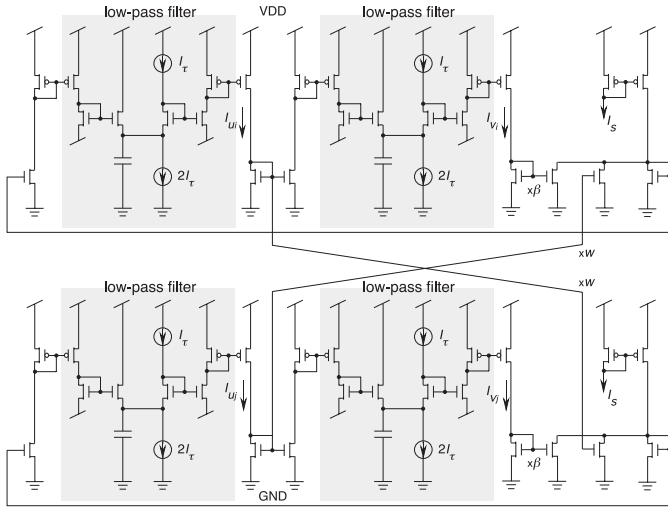 low-pass filter VDD low-pass filter
Iτ Iτ
Iui Ivi Is
2Iτ 2Iτ xβ
xw
xw
low-pass filter low-pass filter
Iτ Iτ
Iuj Ivj Is
2Iτ 2Iτ xβ
GND